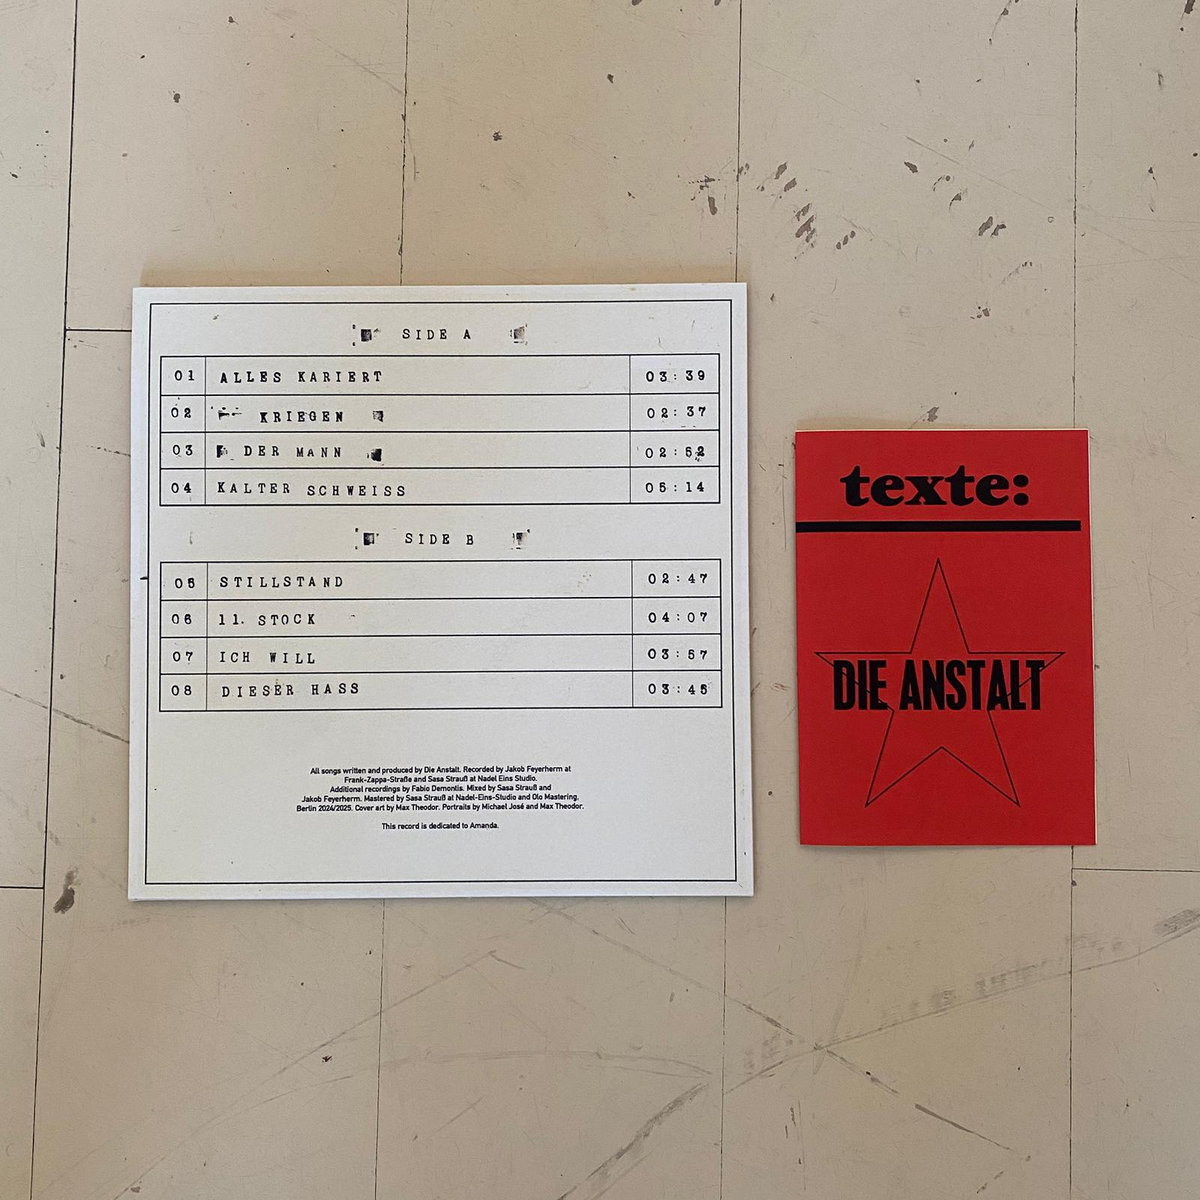 SIDE A
01 ALLES KARIERT 03:39
02 KRIEGEN 02:37
03 DER MANN 02:52
04 KALTER SCHWEISS 05:14
SIDE B
05 STILLSTAND 02:47
06 11. STOCK 04:07
07 ICH WILL 03:57
08 DIESER HASS 03:45
All songs written and produced by Die Anstalt. Recorded by Jakob Feyerherm at
Frank-Zappa-Straße and Sasa Strauß at Nadel Eins Studio.
Additional recordings by Fabio Demontis. Mixed by Sasa Strauß and
Jakob Feyerherm. Mastered by Sasa Strauß at Nadel-Eins-Studio and Olo Mastering,
Berlin 2024/2025. Cover art by Max Theodor. Portraits by Michael José and Max Theodor.
This record is dedicated to Amanda.
texte:
DIE ANSTALT